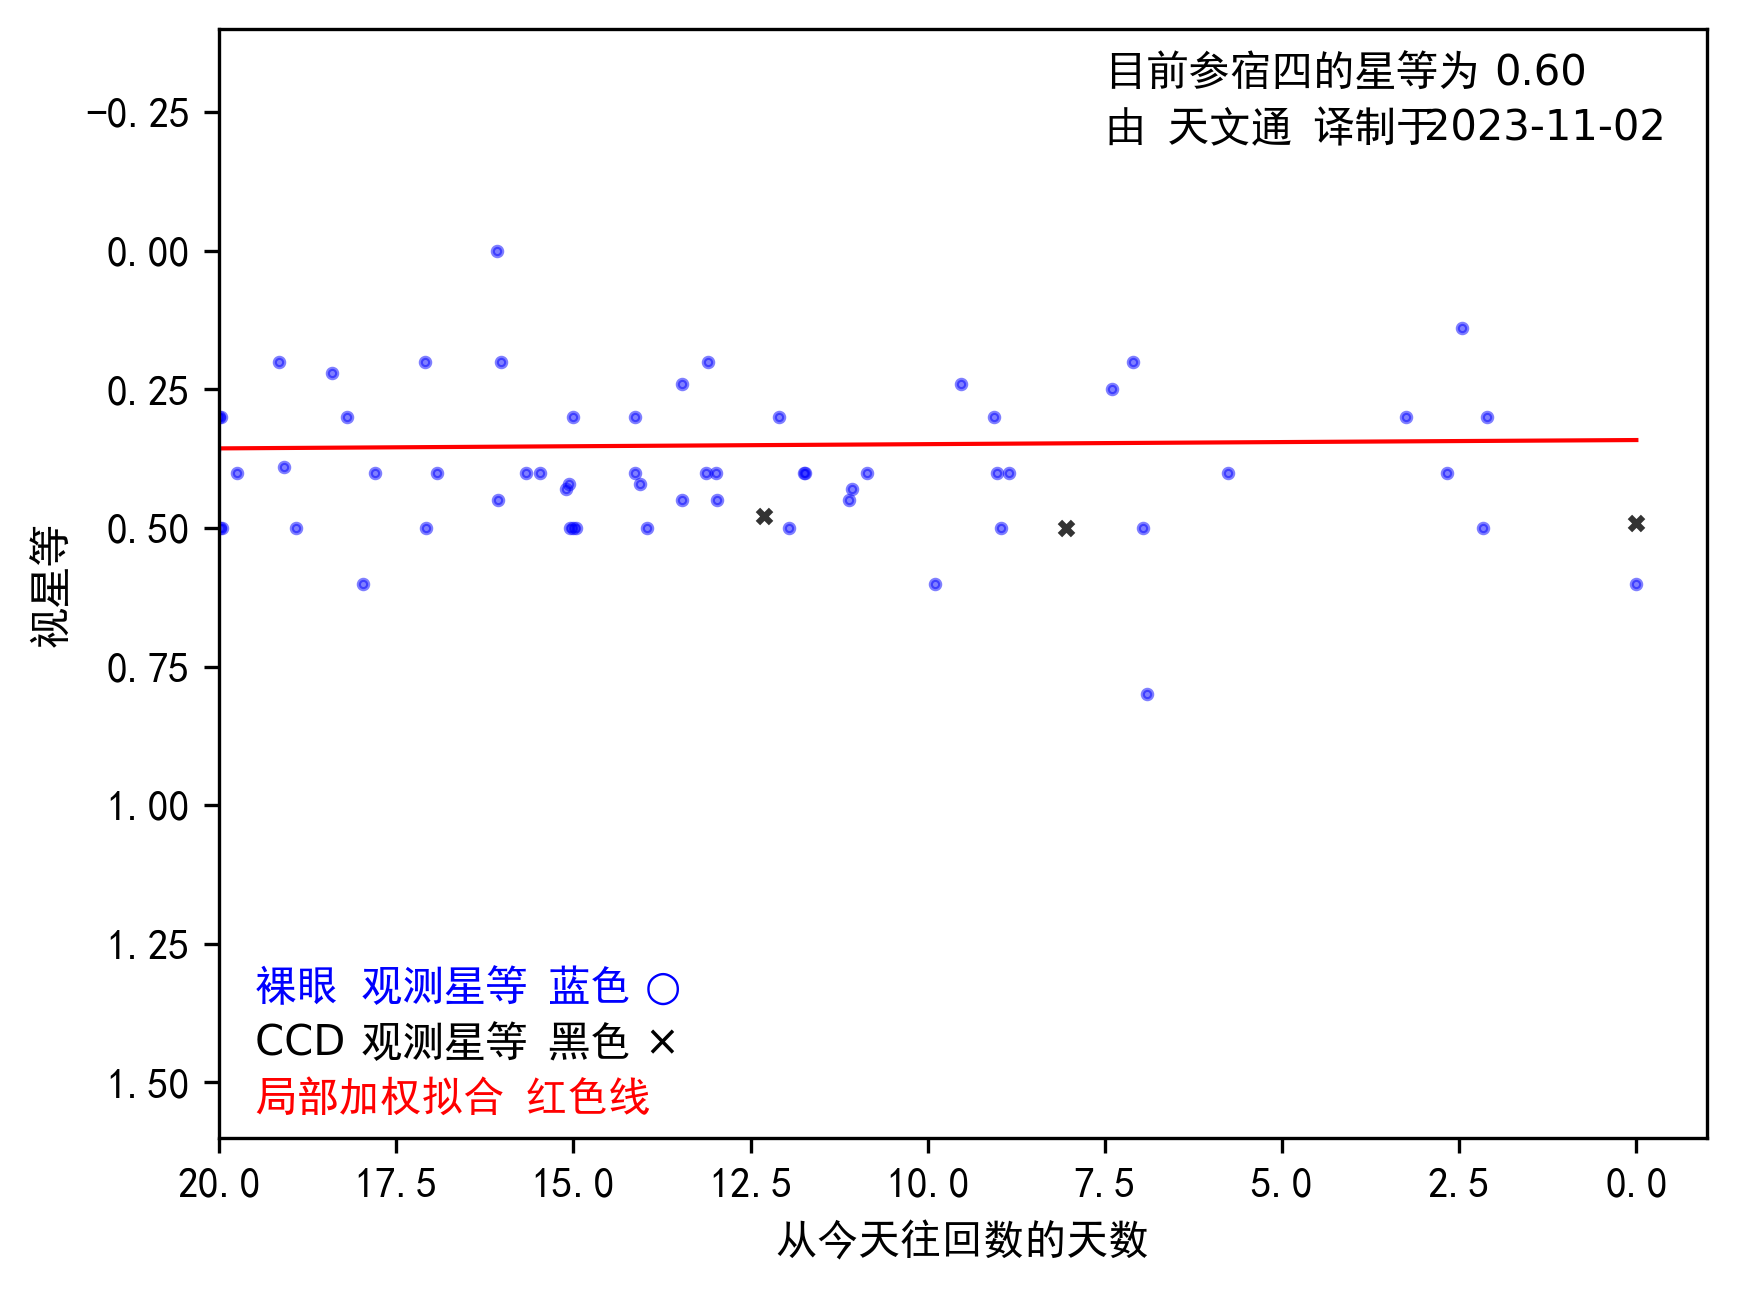 目前参宿四的星等为 0.60
由 天文通 译制于2023-11-02
−0.25
0.00
0.25
0.50
0.75
1.00
1.25
1.50
视星等
裸眼 观测星等 蓝色 ○
CCD 观测星等 黑色 ×
局部加权拟合 红色线
20.0 17.5 15.0 12.5 10.0 7.5 5.0 2.5 0.0
从今天往回数的天数